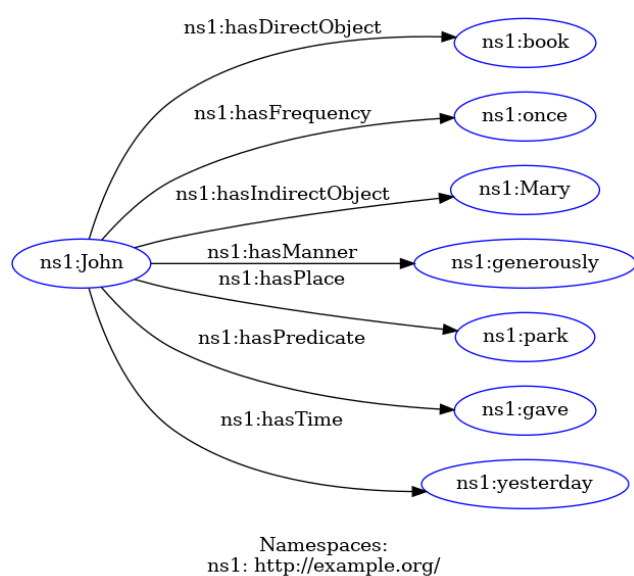 ns1:hasDirectObject
ns1:book
ns1:hasFrequency
ns1:once
ns1:hasIndirectObject
ns1:Mary
ns1:John
ns1:hasManner
ns1:generously
ns1:hasPlace
ns1:park
ns1:hasPredicate
ns1:gave
ns1:hasTime
ns1:yesterday
Namespaces:
ns1: http://example.org/